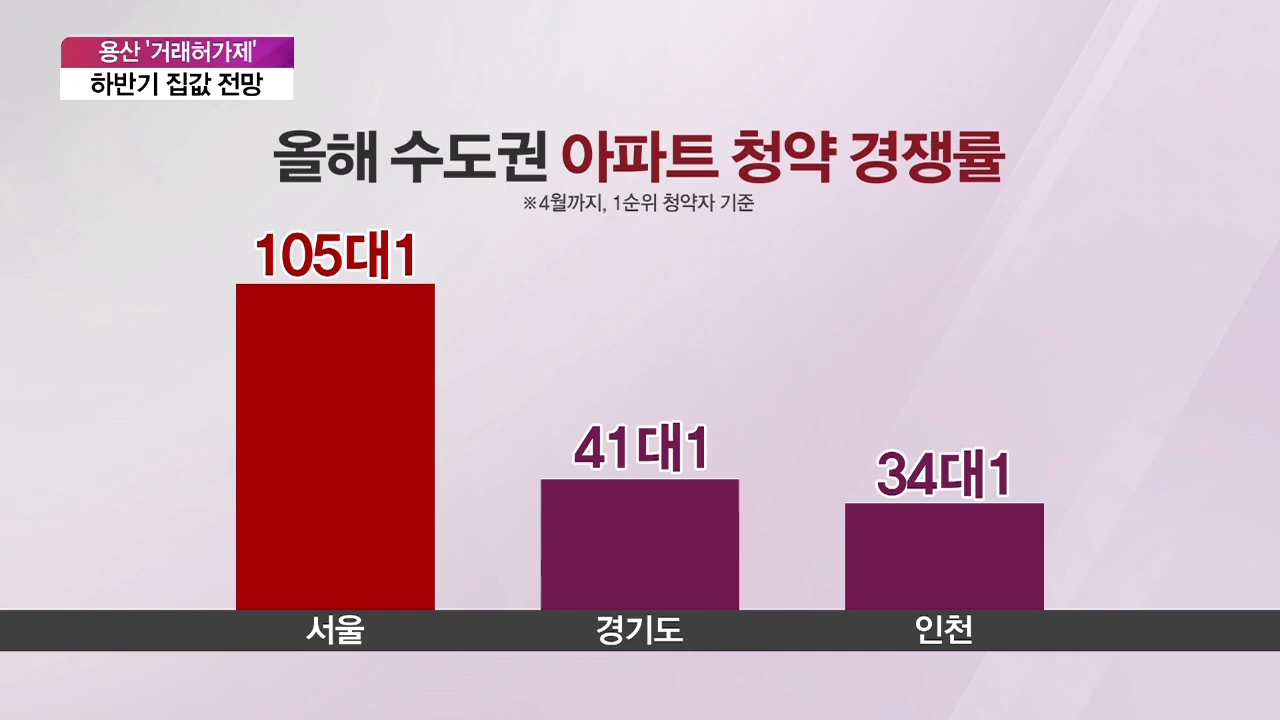 용산 '거래허가제'
하반기 집값 전망
올해 수도권 아파트 청약 경쟁률
※4월까지, 1순위 청약자 기준
105대1
41대1
34대1
서울
경기도
인천